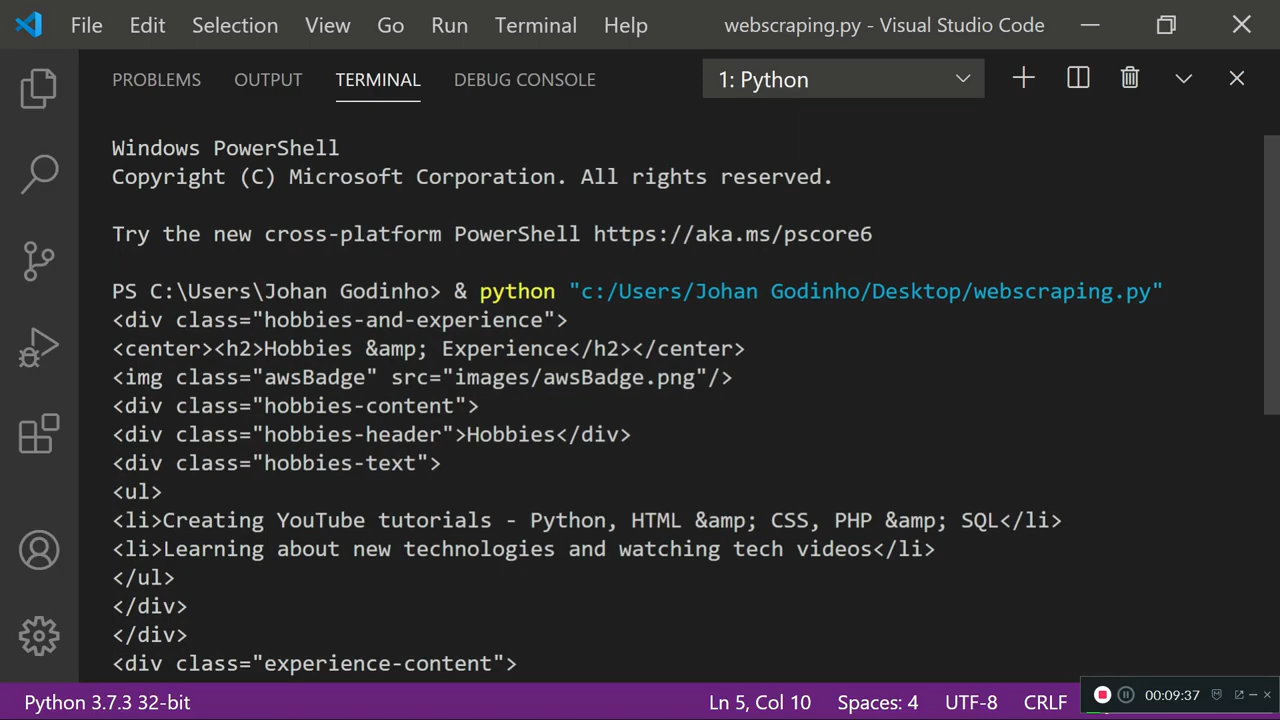 File Edit Selection View Go Run Terminal Help webscraping.py - Visual Studio Code
PROBLEMS OUTPUT TERMINAL DEBUG CONSOLE 1: Python
Windows PowerShell
Copyright (C) Microsoft Corporation. All rights reserved.
Try the new cross-platform PowerShell https://aka.ms/pscore6
PS C:\Users\Johan Godinho> & python "c:/Users/Johan Godinho/Desktop/webscraping.py"
<div class="hobbies-and-experience">
<center><h2>Hobbies &amp; Experience</h2></center>
<img class="awsBadge" src="images/awsBadge.png"/>
<div class="hobbies-content">
<div class="hobbies-header">Hobbies</div>
<div class="hobbies-text">
<ul>
<li>Creating YouTube tutorials - Python, HTML &amp; CSS, PHP &amp; SQL</li>
<li>Learning about new technologies and watching tech videos</li>
</ul>
</div>
</div>
<div class="experience-content">
Python 3.7.3 32-bit Ln 5, Col 10 Spaces: 4 UTF-8 CRLF 00:09:37